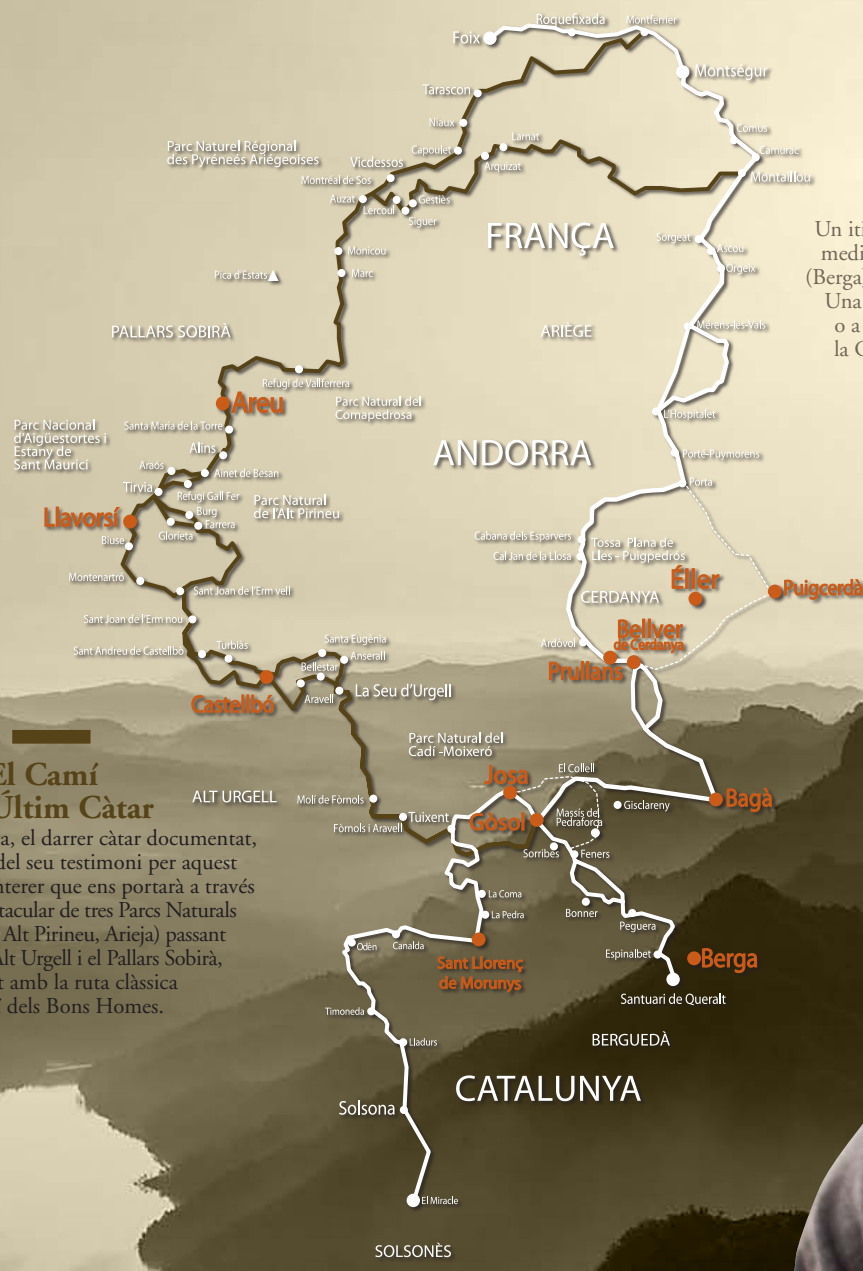 Roquefixada
Montferrier
Foix
Montségur
Tarascon
Niaux
Capoulet
Larnat
Arquizat
Cômus
Camurac
Montaillou
Parc Naturel Régional
des Pyréneés Ariégeoises
Vicdessos
Montréal de Sos
Auzat
Lercoul
Gestiès
Siguer
FRANÇA
Sorgeat
Ascou
Orgeix
Un iti
medi
(Berga)
Una
o a
la C
Monicou
Marc
Pica d'Estats
PALLARS SOBIRÀ
ARIÈGE
Mérens-les-Vals
Refugi de Vallferrera
Areu
Parc Natural del
Comapedrosa
L'Hospitalet
Parc Nacional
d'Aigüestortes i
Estany de
Sant Maurici
Santa Maria de la Torre
Alins
Araós
Ainet de Besan
ANDORRA
Porté-Puymorens
Porta
Tírvia
Refugi Gall Fer
Parc Natural
de l'Alt Pirineu
Llavorsí
Burg
Farrera
Glorieta
Biuse
Cabana dels Esparvers
Cal Jan de la Llosa
Tossa Plana de
Lles - Puigpedrós
Montenartró
Sant Joan de l'Erm vell
Éller
Puigcerdà
CERDANYA
Sant Joan de l'Erm nou
Bellver
de Cerdanya
Ardòvol
Prullans
Sant Andreu de Castellbò
Turbiàs
Santa Eugènia
Anserall
Bellestar
Aravell
La Seu d'Urgell
Castellbó
Parc Natural del
Cadí -Moixeró
El Camí
Últim Càtar
ALT URGELL
Molí de Fòrnols
Josa
El Collell
Gisclareny
Bagà
Fòrnols i Aravell
Tuixent
Gòsol
Massís del
Pedraforca
Sorribes
Feners
a, el darrer càtar documentat,
del seu testimoni per aquest
nterer que ens portarà a través
tacular de tres Parcs Naturals
Alt Pirineu, Arieja) passant
Alt Urgell i el Pallars Sobirà,
t amb la ruta clàssica
í dels Bons Homes.
La Coma
La Pedra
Bonner
Peguera
Odèn
Canalda
Sant Llorenç
de Morunys
Espinalbet
Berga
Santuari de Queralt
Timoneda
Lladurs
BERGUEDÀ
CATALUNYA
Solsona
El Miracle
SOLSONÈS